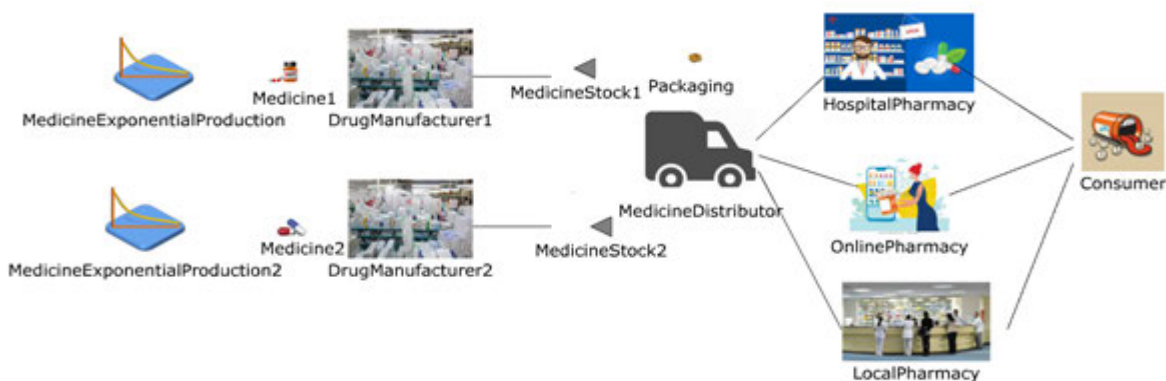 MedicineExponentialProduction
Medicine1
DrugManufacturer1
MedicineStock1
Packaging
HospitalPharmacy
Consumer
MedicineExponentialProduction2
Medicine2
DrugManufacturer2
MedicineStock2
MedicineDistributor
OnlinePharmacy
LocalPharmacy